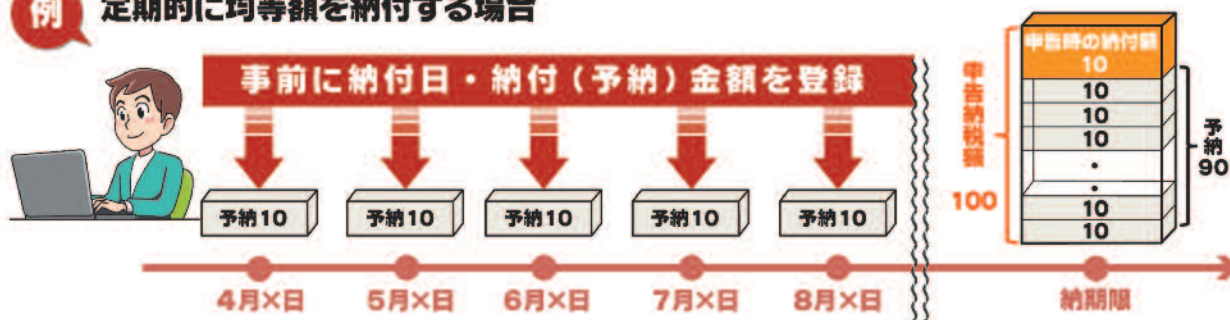 例 定期的に均等額を納付する場合
事前に納付日・納付(予納)金額を登録
予納10
予納10
予納10
予納10
予納10
4月×日
5月×日
6月×日
7月×日
8月×日
納期限
申告納税額
100
申告時の納付額
10
10
10
10
・
・
10
10
予納
90